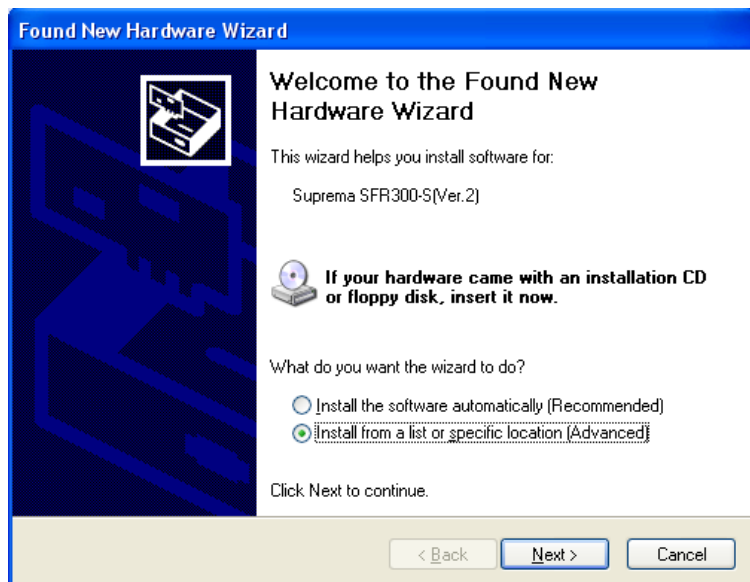 Found New Hardware Wizard
Welcome to the Found New
Hardware Wizard
This wizard helps you install software for:
Suprema SFR300-S(Ver.2)
If your hardware came with an installation CD
or floppy disk, insert it now.
What do you want the wizard to do?
Install the software automatically (Recommended)
Install from a list or specific location (Advanced)
Click Next to continue.
< Back Next > Cancel